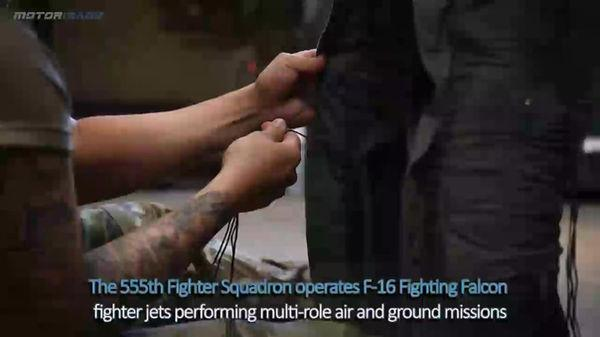 MOTORIZADO
The 555th Fighter Squadron operates F-16 Fighting Falcon
fighter jets performing multi-role air and ground missions